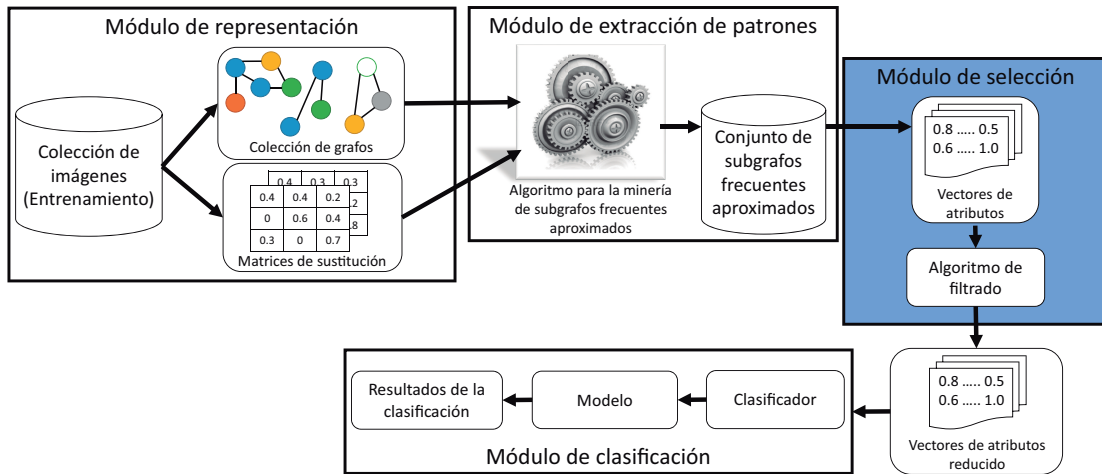 Módulo de representación
Colección de
imágenes
(Entrenamiento)
Colección de grafos
0.4 0.3 0.3
0.4 0.4 0.2
.2
0 0.6 0.4
.8
0.3 0 0.7
Matrices de sustitución
Módulo de extracción de patrones
Algoritmo para la minería
de subgrafos frecuentes
aproximados
Conjunto de
subgrafos
frecuentes
aproximados
Módulo de selección
0.8 ..... 0.5
0.6 ..... 1.0
Vectores de
atributos
Algoritmo de
filtrado
0.8 ..... 0.5
0.6 ..... 1.0
Vectores de atributos
reducido
Clasificador
Modelo
Resultados de la
clasificación
Módulo de clasificación